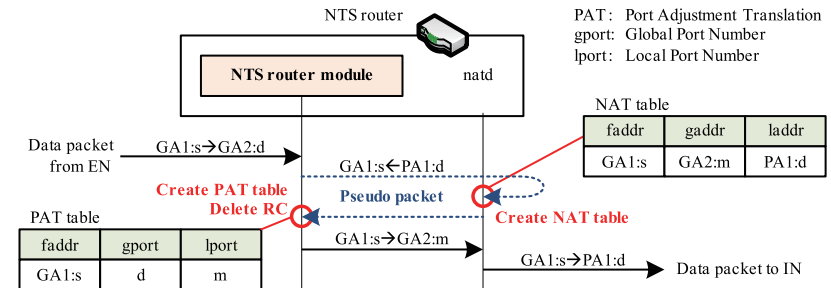 NTS router
PAT: Port Adjustment Translation
gport: Global Port Number
lport: Local Port Number
NTS router module
natd
NAT table
faddr gaddr laddr
GA1:s GA2:m PA1:d
Data packet
from EN
GA1:s→GA2:d
GA1:s←PA1:d
Create PAT table
Delete RC
Pseudo packet
Create NAT table
PAT table
faddr gport lport
GA1:s d m
GA1:s→GA2:m
GA1:s→PA1:d
Data packet to IN